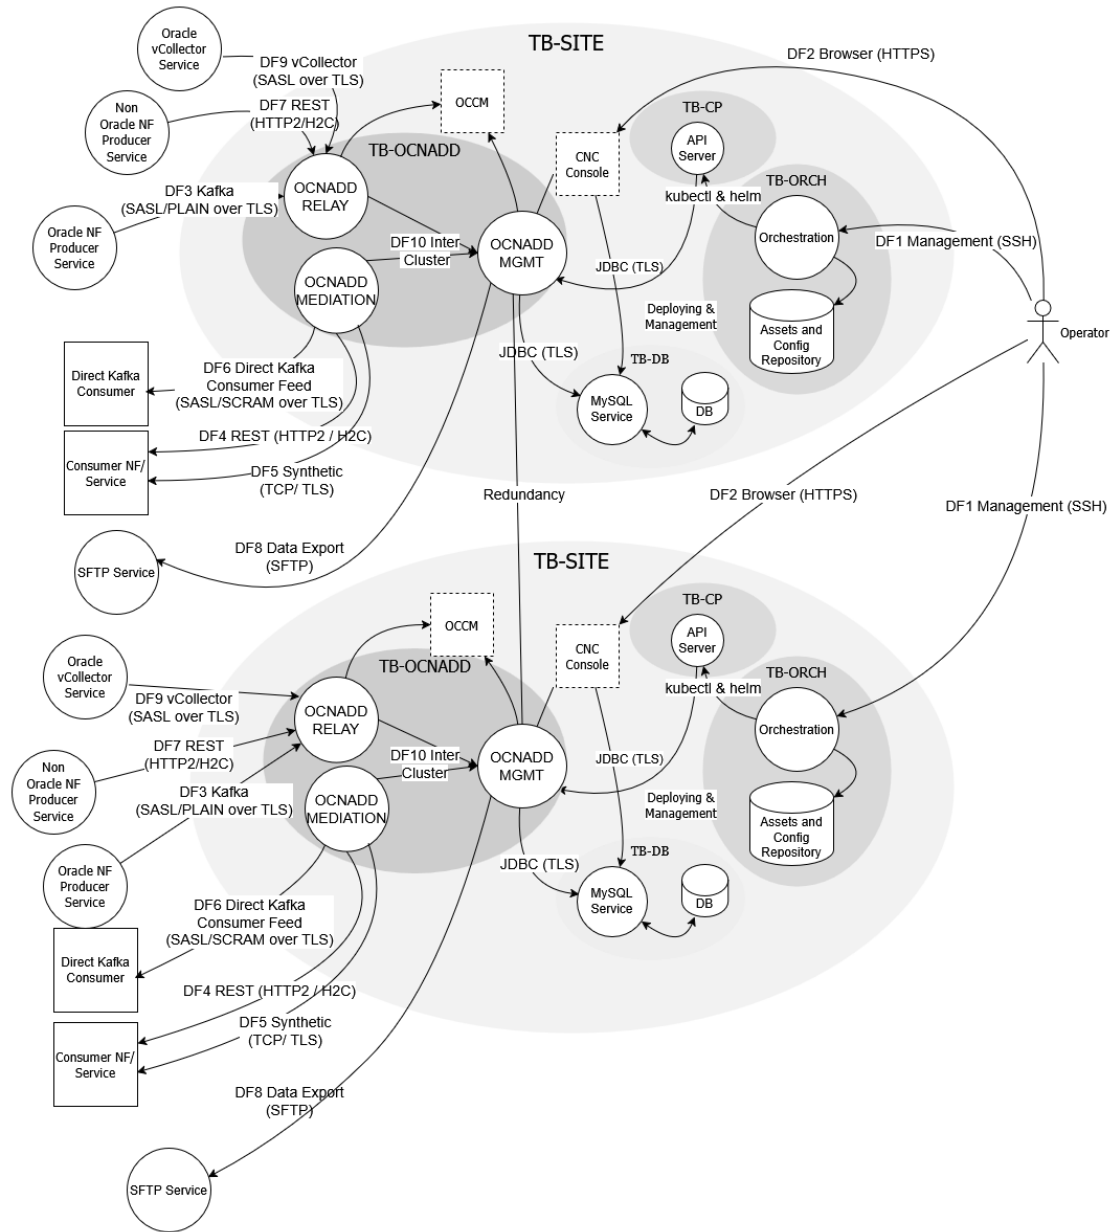 Oracle
vCollector
Service
TB-SITE
DF2 Browser (HTTPS)
DF9 vCollector
(SASL over TLS)
Non
Oracle NF
Producer
Service
DF7 REST
(HTTP2/H2C)
OCCM
TB-CP
API
Server
CNC
Console
TB-OCNADD
TB-ORCH
kubectl & helm
DF3 Kafka
(SASL/PLAIN over TLS)
OCNADD
RELAY
Oracle NF
Producer
Service
DF10 Inter
Cluster
OCNADD
MGMT
Orchestration
DF1 Management (SSH)
JDBC (TLS)
OCNADD
MEDIATION
Deploying &
Management
Assets and
Config
Repository
Operator
JDBC (TLS)
TB-DB
Direct Kafka
Consumer
DF6 Direct Kafka
Consumer Feed
(SASL/SCRAM over TLS)
MySQL
Service
DB
DF4 REST (HTTP2 / H2C)
Consumer NF/
Service
DF5 Synthetic
(TCP/ TLS)
Redundancy
DF2 Browser (HTTPS)
DF1 Management (SSH)
DF8 Data Export
(SFTP)
SFTP Service
TB-SITE
TB-CP
OCCM
API
Server
CNC
Console
TB-OCNADD
TB-ORCH
Oracle
vCollector
Service
kubectl & helm
DF9 vCollector
(SASL over TLS)
OCNADD
RELAY
Orchestration
DF7 REST
(HTTP2/H2C)
DF10 Inter
Cluster
OCNADD
MGMT
JDBC (TLS)
Non
Oracle NF
Producer
Service
DF3 Kafka
(SASL/PLAIN over TLS)
OCNADD
MEDIATION
Deploying &
Management
Assets and
Config
Repository
JDBC (TLS)
TB-DB
Oracle NF
Producer
Service
DF6 Direct Kafka
Consumer Feed
(SASL/SCRAM over TLS)
MySQL
Service
DB
Direct Kafka
Consumer
DF4 REST (HTTP2 / H2C)
DF5 Synthetic
(TCP/ TLS)
Consumer NF/
Service
DF8 Data Export
(SFTP)
SFTP Service